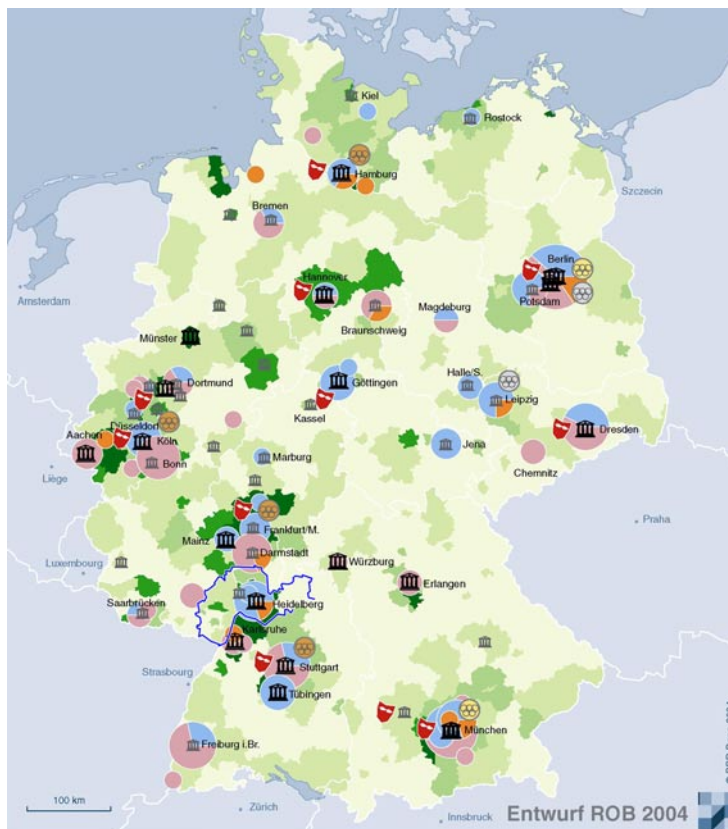 Kiel
Rostock
Hamburg
Szczecin
Bremen
Berlin
Amsterdam
Hannover
Potsdam
Magdeburg
Braunschweig
Münster
Göttingen
Halle/S.
Dortmund
Leipzig
Kassel
Düsseldorf
Dresden
Aachen
Köln
Jena
Marburg
Bonn
Chemnitz
Liège
Praha
Frankfurt/M.
Mainz
Darmstadt
Luxembourg
Würzburg
Erlangen
Saarbrücken
Heidelberg
Karlsruhe
Strasbourg
Stuttgart
Tübingen
München
Freiburg i.Br.
100 km
Zürich
Innsbruck
Entwurf ROB 2004